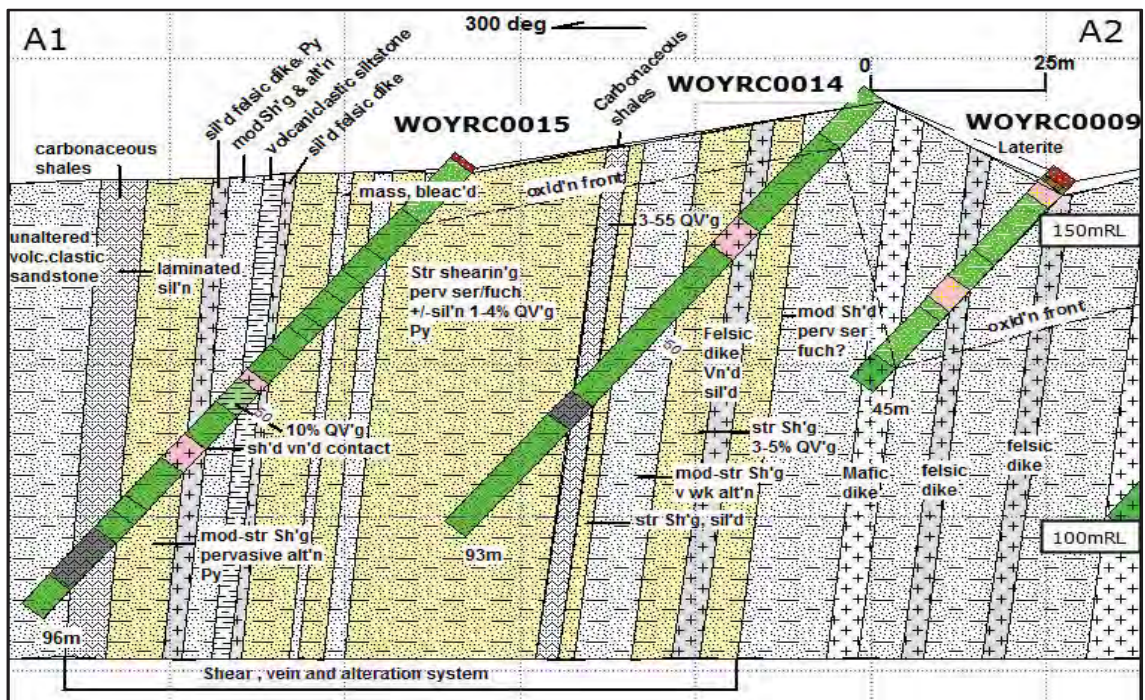 A1
300 deg
A2
sil'd felsic dike, Py
mod Sh'g & alt'n
volcaniclastic siltstone
sil'd felsic dike
Carbonaceous
shales
WOYRC0014
0
25m
WOYRC0015
WOYRC0009
Laterite
carbonaceous
shales
mass, bleac'd
oxid'n front
unaltered
volc.clastic
sandstone
laminated
sil'n
3-55 QV'g
150mRL
Str shearin'g
perv ser/fuch
+/-sil'n 1-4% QV'g
Py
mod Sh'd
perv ser
fuch?
oxid'n front
Felsic
dike
Vn'd
sil'd
60
60
10% QV'g
sh'd vn'd contact
45m
str Sh'g
3-5% QV'g
Mafic
dike
felsic
dike
felsic
dike
mod-str Sh'g
v wk alt'n
str Sh'g, sil'd
mod-str Sh'g
pervasive alt'n
Py
93m
100mRL
96m
Shear , vein and alteration system